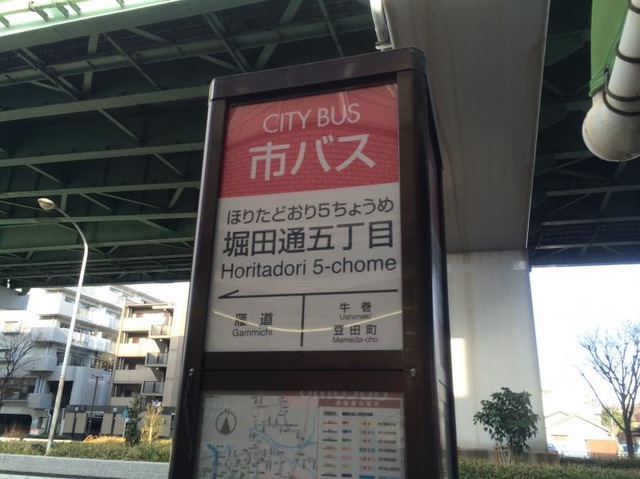 CITY BUS
市バス
ほりたどおり5ちょうめ
堀田通五丁目
Horitadori 5-chome
雁道
Gammichi
牛巻
Ushimaki
豆田町
Mameda-cho